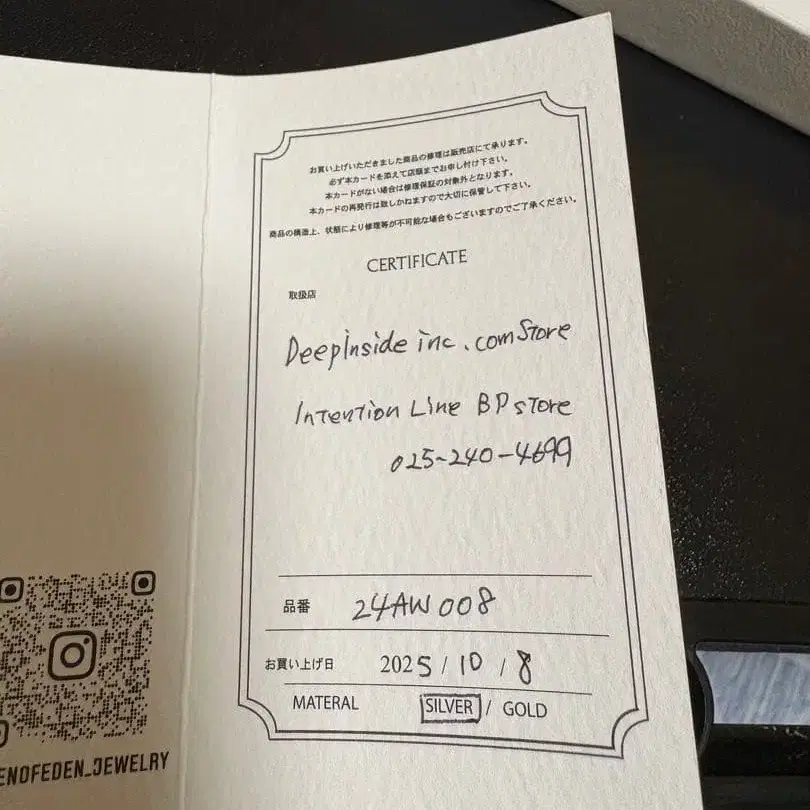 お買い上げいただきました商品の修理は販売店にて承ります。
必ず本カードを添えて店頭までお申し付け下さい。
本カードがない場合は修理保証の対象外となります。
本カードの再発行は致しかねますので大切に保管して下さい。
商品の構造上、状態により修理等が不可能な場合もございますのでご了承ください。
CERTIFICATE
取扱店
Deepinside inc.com Store
Intention Line BP store
025-240-4699
品番 24AW008
お買い上げ日 2025/10/8
MATERAL SILVER / GOLD
ENOFEDEN_JEWELRY